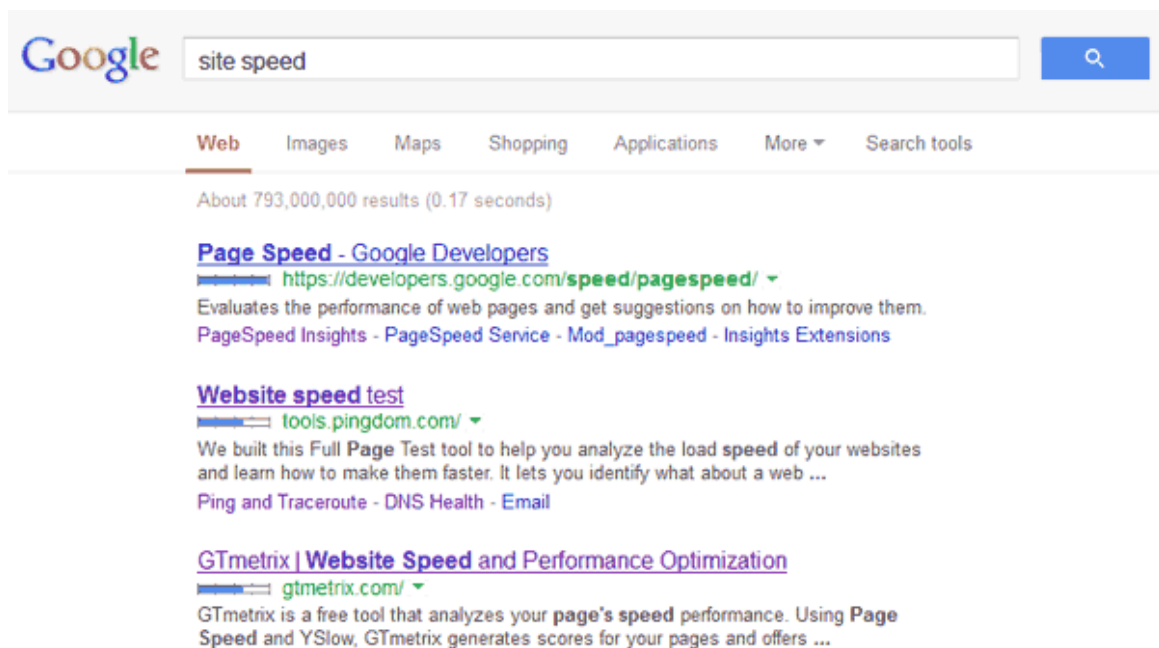 Google site speed
Web Images Maps Shopping Applications More Search tools
About 793,000,000 results (0.17 seconds)
Page Speed - Google Developers
https://developers.google.com/speed/pagespeed/
Evaluates the performance of web pages and get suggestions on how to improve them.
PageSpeed Insights - PageSpeed Service - Mod_pagespeed - Insights Extensions
Website speed test
tools.pingdom.com/
We built this Full Page Test tool to help you analyze the load speed of your websites
and learn how to make them faster. It lets you identify what about a web ...
Ping and Traceroute - DNS Health - Email
GTmetrix | Website Speed and Performance Optimization
gtmetrix.com/
GTmetrix is a free tool that analyzes your page's speed performance. Using Page
Speed and YSlow, GTmetrix generates scores for your pages and offers ...